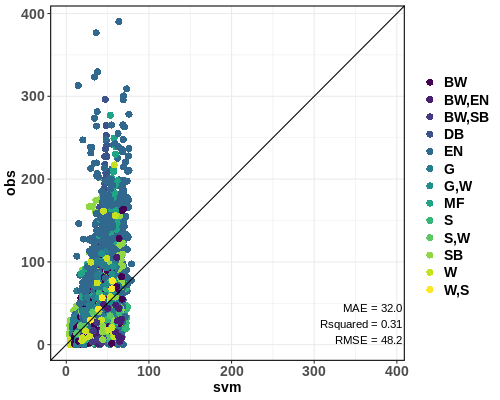 400
300
200
100
0
obs
0 100 200 300 400
svm
MAE = 32.0
Rsquared = 0.31
RMSE = 48.2
BW
BW,EN
BW,SB
DB
EN
G
G,W
MF
S
S,W
SB
W
W,S